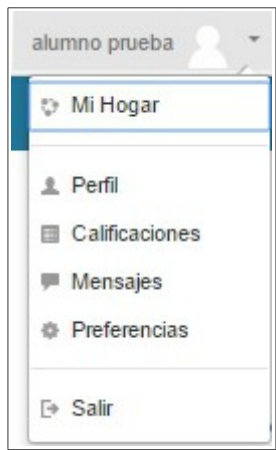 alumno prueba
Mi Hogar
Perfil
Calificaciones
Mensajes
Preferencias
Salir